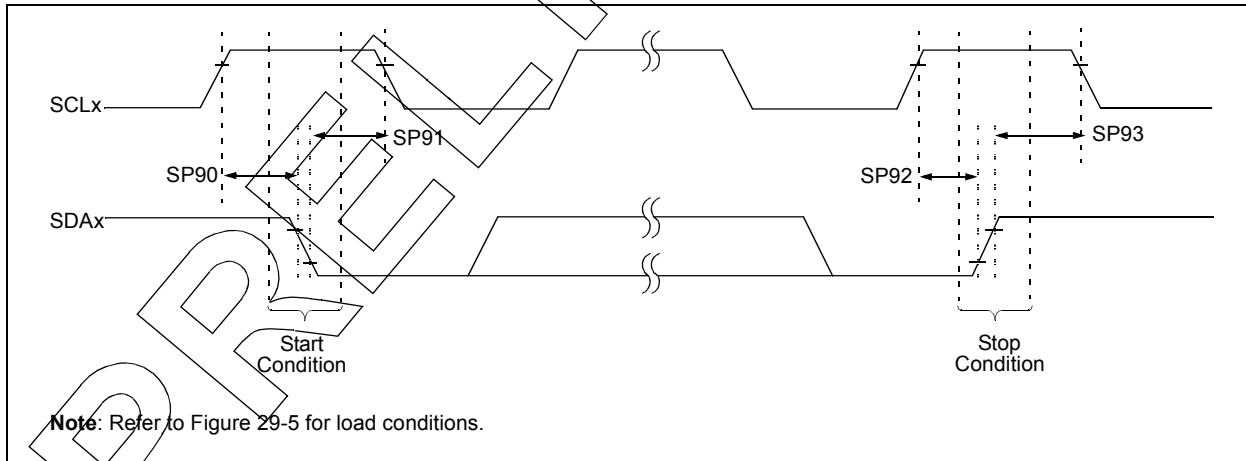 SCLx
SP91
SP93
SP90
SP92
SDAx
Start
Condition
Stop
Condition
Note: Refer to Figure 29-5 for load conditions.
PREL